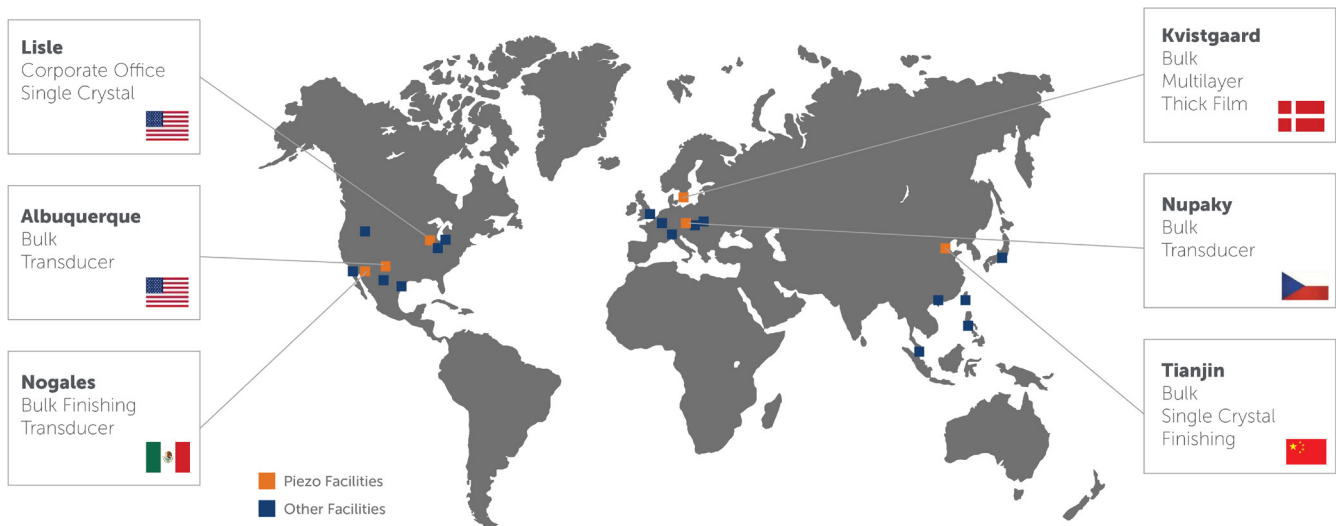 Lisle
Corporate Office
Single Crystal
Albuquerque
Bulk
Transducer
Nogales
Bulk Finishing
Transducer
Piezo Facilities
Other Facilities
Kvistgaard
Bulk
Multilayer
Thick Film
Nupaky
Bulk
Transducer
Tianjin
Bulk
Single Crystal
Finishing